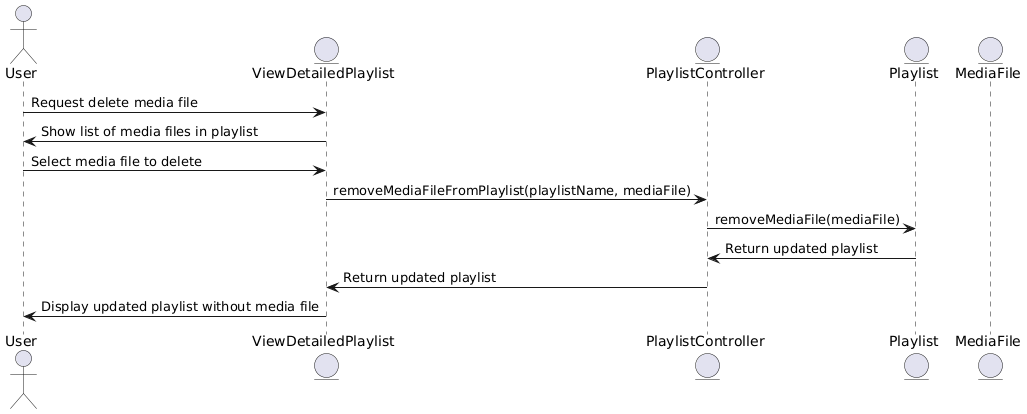 User
ViewDetailedPlaylist
PlaylistController
Playlist
MediaFile
Request delete media file
Show list of media files in playlist
Select media file to delete
removeMediaFileFromPlaylist(playlistName, mediaFile)
removeMediaFile(mediaFile)
Return updated playlist
Return updated playlist
Display updated playlist without media file
User
ViewDetailedPlaylist
PlaylistController
Playlist
MediaFile